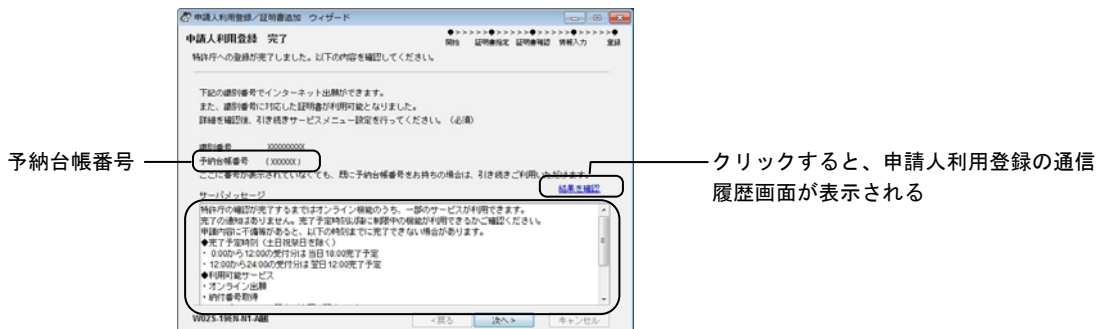 申請人利用登録/証明書追加 ウィザード
申請人利用登録 完了
開始 証明書指定 証明書確認 情報入力 登録
特許庁への登録が完了しました。以下の内容を確認してください。
下記の識別番号でインターネット出願ができます。
また、識別番号に対応した証明書が利用可能となりました。
詳細を確認後、引き続きサービスメニュー設定を行ってください。(必須)
識別番号 XXXXXXXXX
予納台帳番号 (XXXXXX)
ここに番号が表示されていなくても、既に予納台帳番号をお持ちの場合は、引き続きご利用いただけます。
結果を確認
サーバメッセージ
特許庁の確認が完了するまではオンライン機能のうち、一部のサービスが利用できます。
完了の通知はありません。完了予定時刻以降に制限中の機能が利用できるかご確認ください。
申請内容に不備等があると、以下の時刻までに完了できない場合があります。
◆完了予定時刻(土日祝祭日を除く)
・ 0:00から12:00の受付分は 当日18:00完了予定
・ 12:00から24:00の受付分は 翌日12:00完了予定
◆利用可能サービス
・オンライン出願
・納付番号取得
<戻る 次へ> キャンセル
予納台帳番号
クリックすると、申請人利用登録の通信
履歴画面が表示される